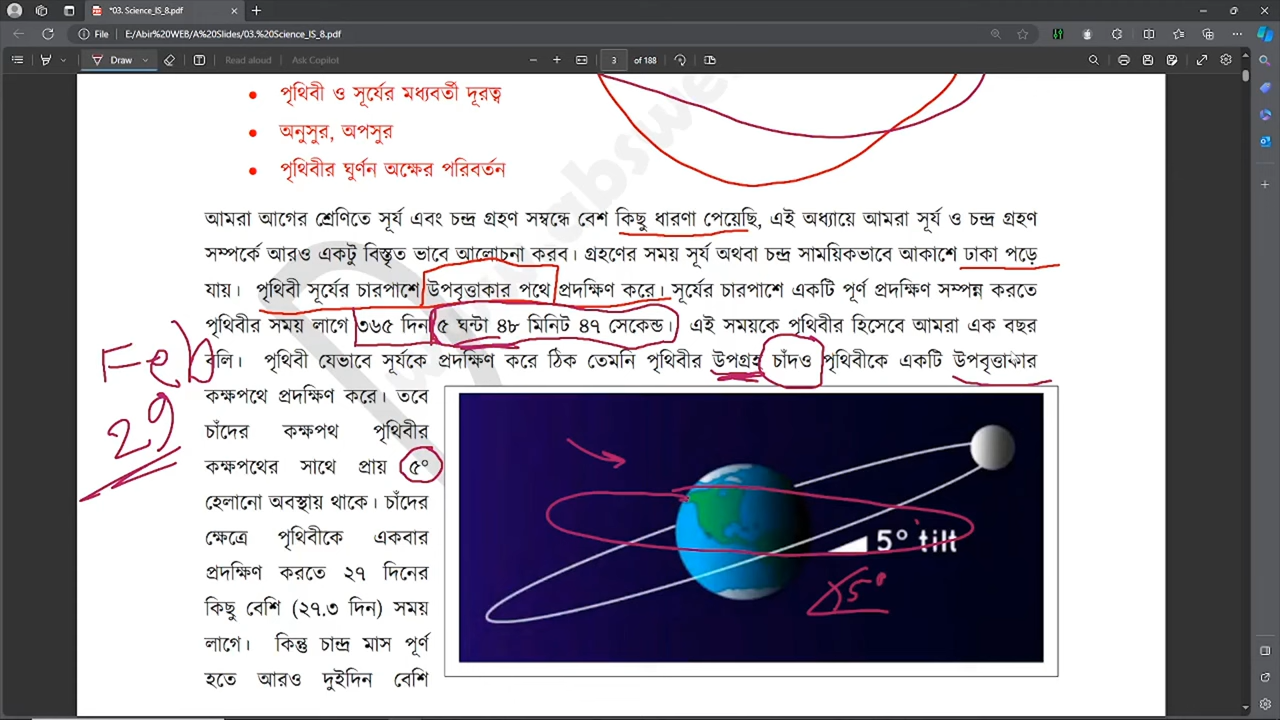 *03. Science_IS_8.pdf
File
E:/Abir%20WEB/A%20Slides/03.%20Science_IS_8.pdf
Draw
Read aloud
Ask Copilot
3 of 188
• পৃথিবী ও সূর্যের মধ্যবর্তী দূরত্ব
• অনুসুর, অপসুর
• পৃথিবীর ঘুর্ণন অক্ষের পরিবর্তন
আমরা আগের শ্রেণিতে সূর্য এবং চন্দ্র গ্রহণ সম্বন্ধে বেশ কিছু ধারণা পেয়েছি, এই অধ্যায়ে আমরা সূর্য ও চন্দ্র গ্রহণ
সম্পর্কে আরও একটু বিস্তৃত ভাবে আলোচনা করব। গ্রহণের সময় সূর্য অথবা চন্দ্র সাময়িকভাবে আকাশে ঢাকা পড়ে
যায়। পৃথিবী সূর্যের চারপাশে উপবৃত্তাকার পথে প্রদক্ষিণ করে। সূর্যের চারপাশে একটি পূর্ণ প্রদক্ষিণ সম্পন্ন করতে
পৃথিবীর সময় লাগে ৩৬৫ দিন ৫ ঘন্টা ৪৮ মিনিট ৪৭ সেকেন্ড। এই সময়কে পৃথিবীর হিসেবে আমরা এক বছর
বলি। পৃথিবী যেভাবে সূর্যকে প্রদক্ষিণ করে ঠিক তেমনি পৃথিবীর উপগ্রহ চাঁদও পৃথিবীকে একটি উপবৃত্তাকার
Feb
29
কক্ষপথে প্রদক্ষিণ করে। তবে
চাঁদের কক্ষপথ পৃথিবীর
কক্ষপথের সাথে প্রায় ৫°
হেলানো অবস্থায় থাকে। চাঁদের
ক্ষেত্রে পৃথিবীকে একবার
প্রদক্ষিণ করতে ২৭ দিনের
কিছু বেশি (২৭.৩ দিন) সময়
লাগে। কিন্তু চান্দ্র মাস পূর্ণ
হতে আরও দুইদিন বেশি
5° tilt
5°